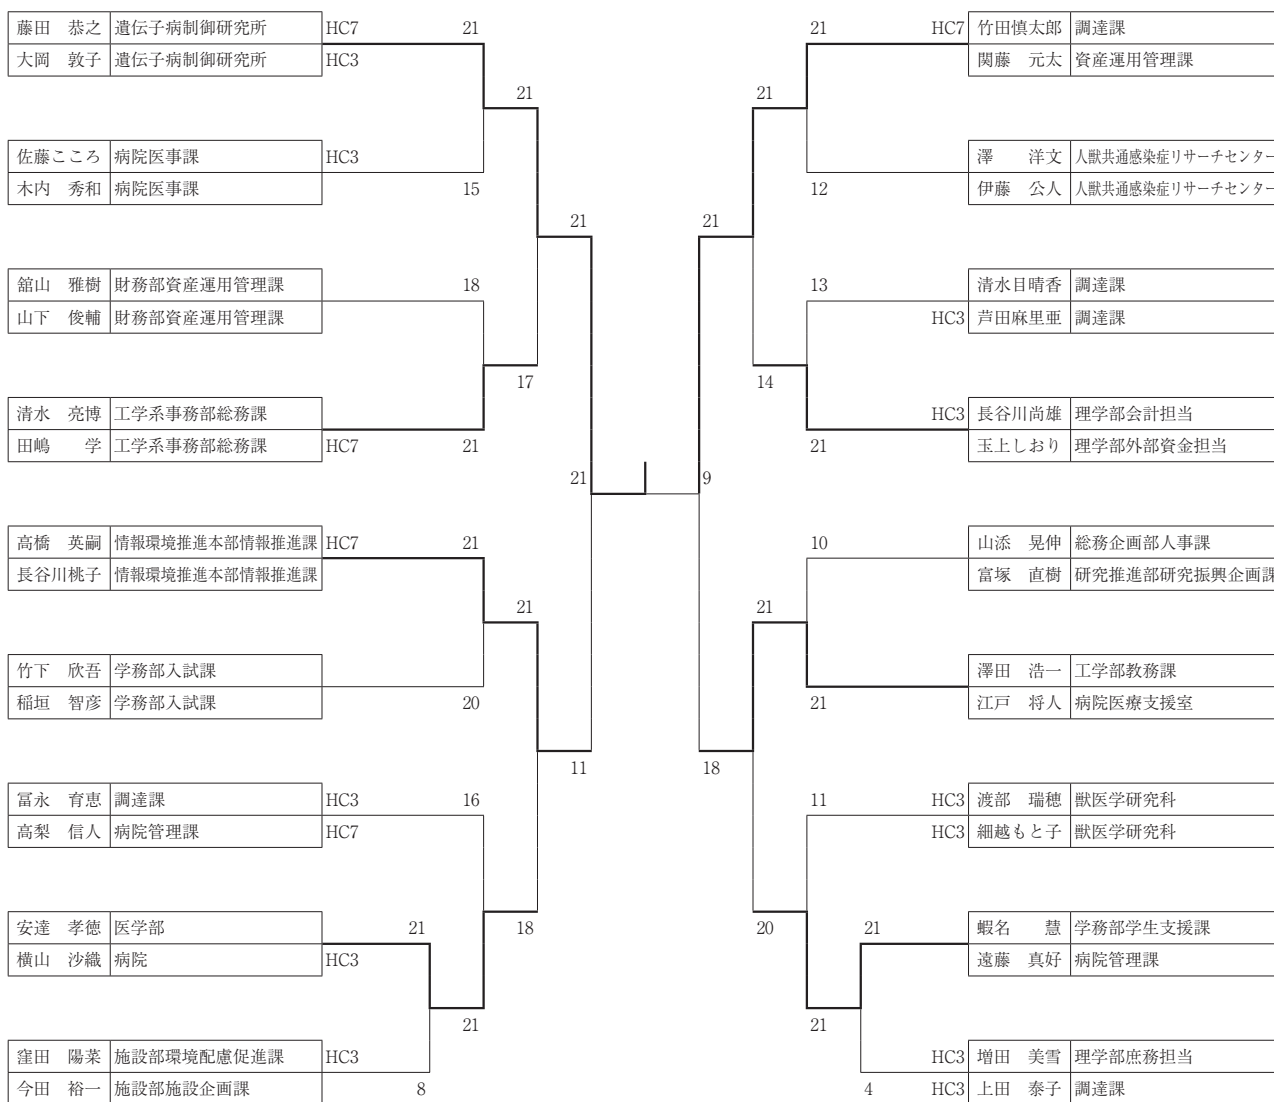 藤田　恭之 遺伝子病制御研究所 HC7 21
大岡　敦子 遺伝子病制御研究所 HC3
21
佐藤こころ 病院医事課 HC3
木内　秀和 病院医事課 15
21
舘山　雅樹 財務部資産運用管理課 18
山下　俊輔 財務部資産運用管理課
17
清水　亮博 工学系事務部総務課
田嶋　　学 工学系事務部総務課 HC7 21
21
高橋　英嗣 情報環境推進本部情報推進課 HC7 21
長谷川桃子 情報環境推進本部情報推進課
21
竹下　欣吾 学務部入試課
稲垣　智彦 学務部入試課 20
11
冨永　育恵 調達課 HC3 16
高梨　信人 病院管理課 HC7
安達　孝徳 医学部 21 18
横山　沙織 病院 HC3
21
窪田　陽菜 施設部環境配慮促進課 HC3
今田　裕一 施設部施設企画課 8
21 HC7 竹田慎太郎 調達課
関藤　元太 資産運用管理課
21
澤　　洋文 人獣共通感染症リサーチセンター
12 伊藤　公人 人獣共通感染症リサーチセンター
21
13 清水目晴香 調達課
HC3 芦田麻里亜 調達課
14
HC3 長谷川尚雄 理学部会計担当
21 玉上しおり 理学部外部資金担当
9
10 山添　晃伸 総務企画部人事課
富塚　直樹 研究推進部研究振興企画課
21
澤田　浩一 工学部教務課
21 江戸　将人 病院医療支援室
18
11 HC3 渡部　瑞穂 獣医学研究科
HC3 細越もと子 獣医学研究科
20 21 蝦名　　慧 学務部学生支援課
遠藤　真好 病院管理課
21
HC3 増田　美雪 理学部庶務担当
4 HC3 上田　泰子 調達課